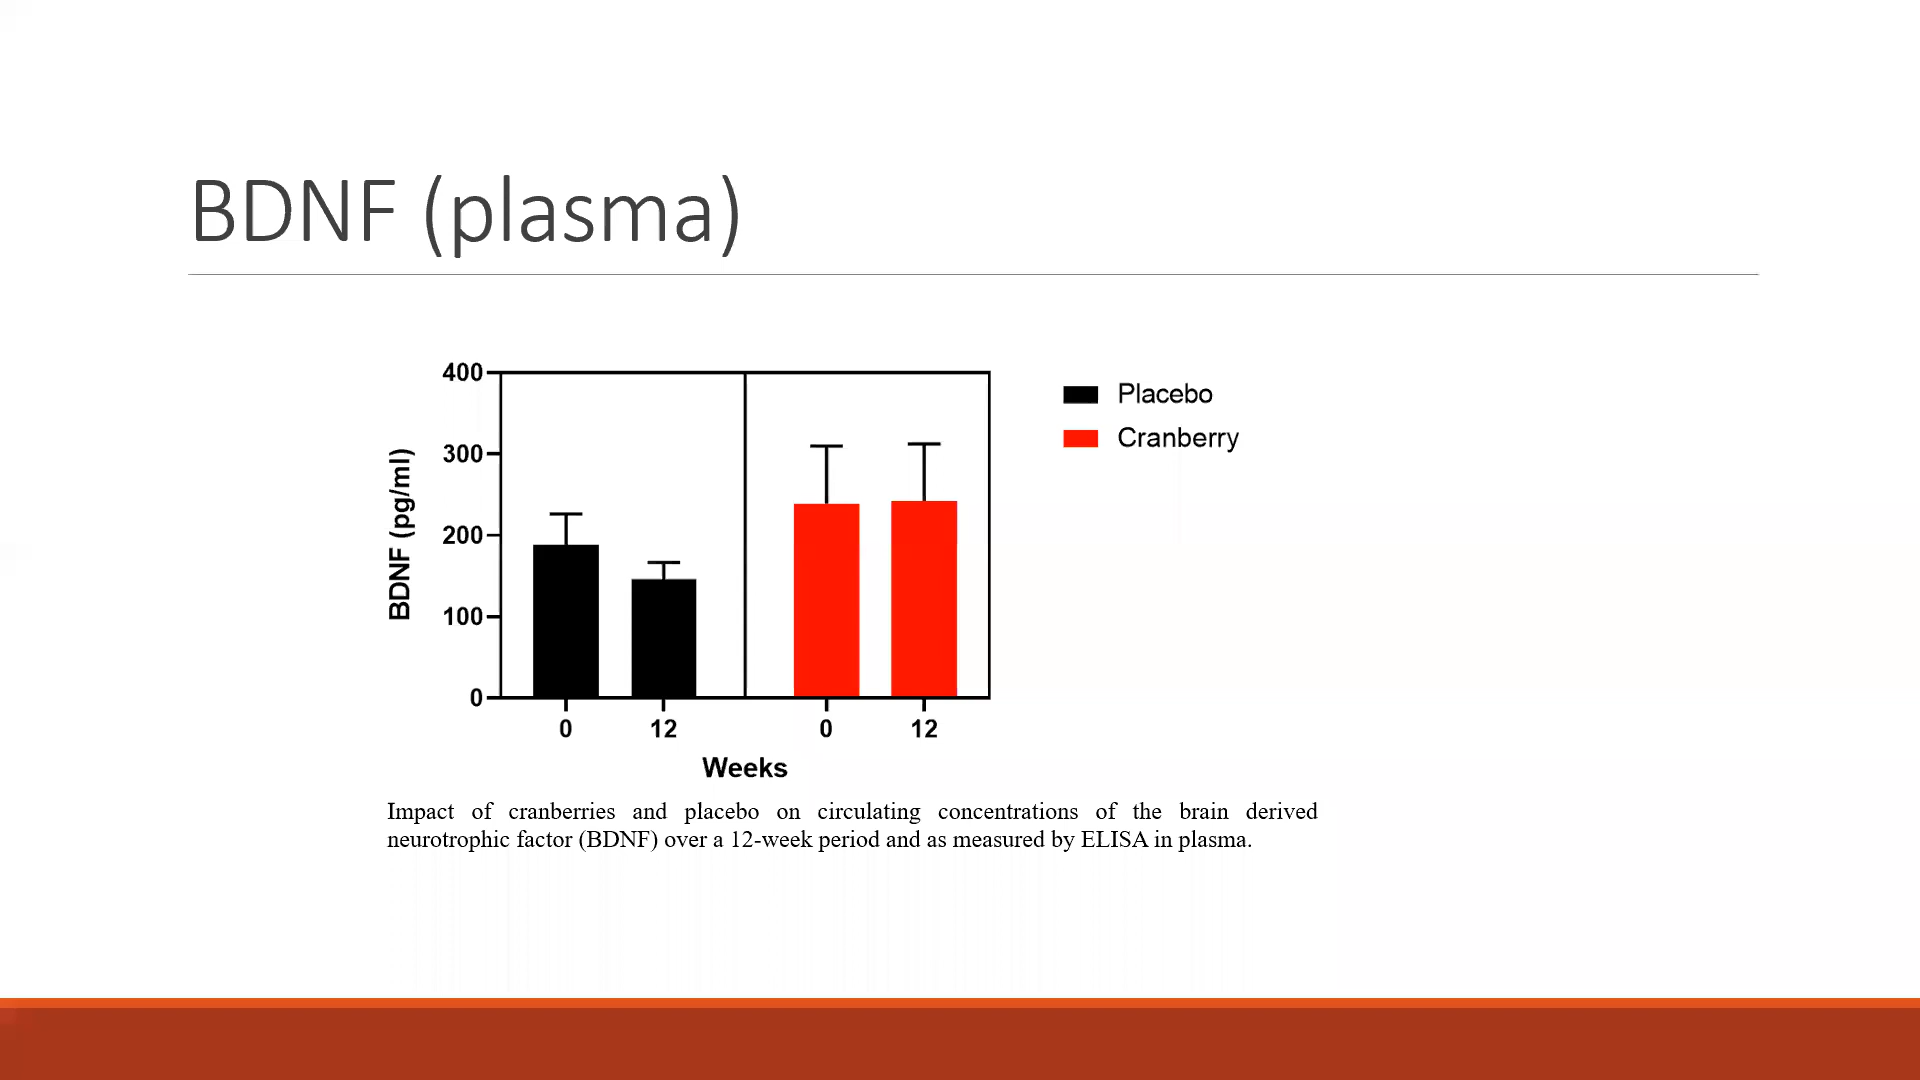 BDNF (plasma)
400
300
200
100
0
BDNF (pg/ml)
0 12 0 12
Weeks
Placebo
Cranberry
Impact of cranberries and placebo on circulating concentrations of the brain derived
neurotrophic factor (BDNF) over a 12-week period and as measured by ELISA in plasma.